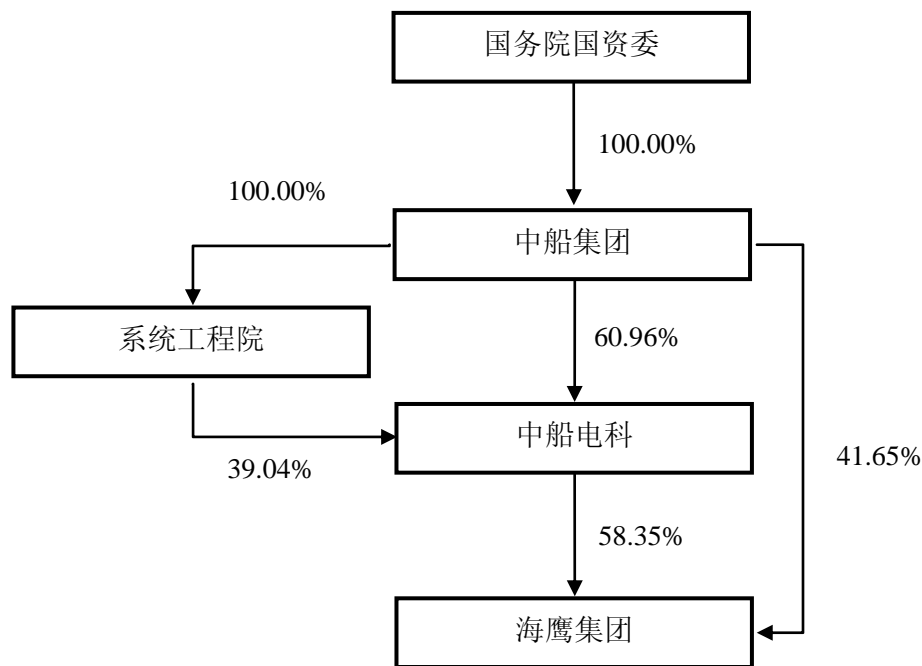 国务院国资委
100.00%
100.00%
中船集团
系统工程院
60.96%
中船电科
39.04%
41.65%
58.35%
海鹰集团